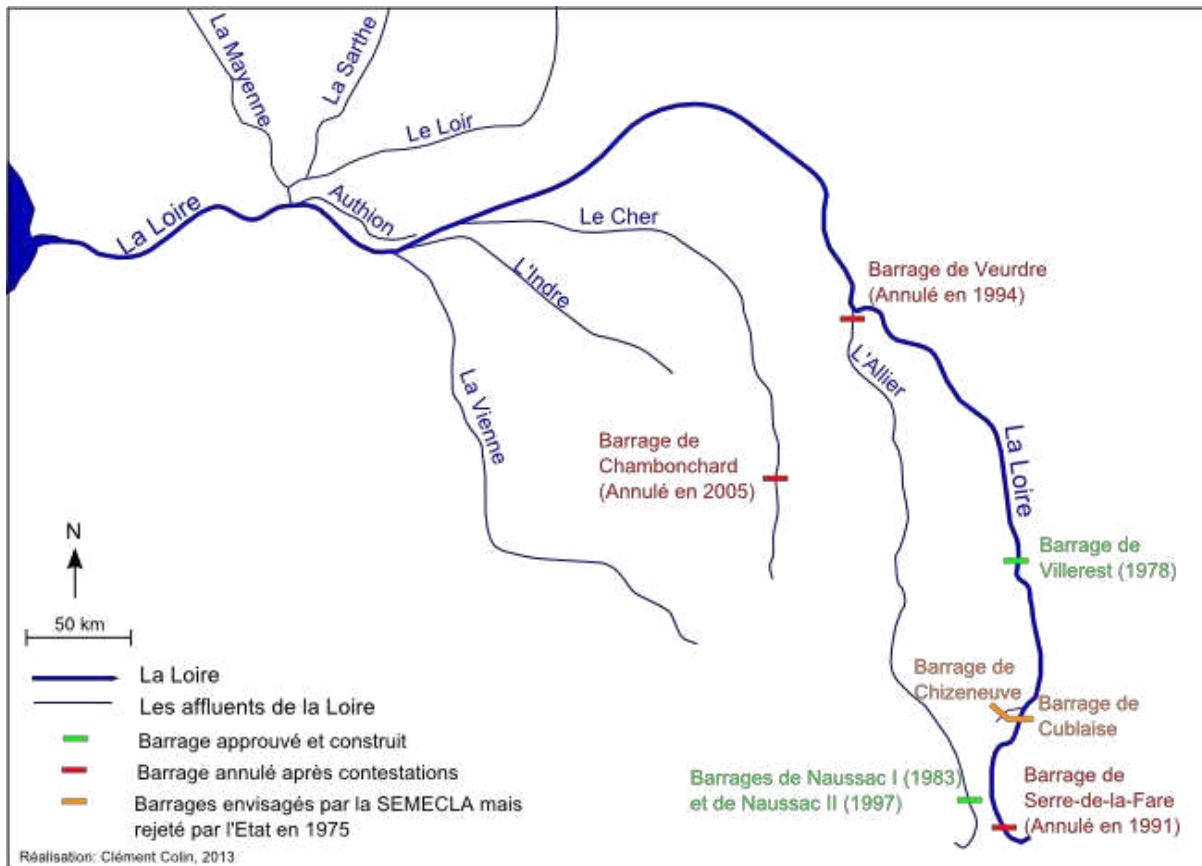 La Mayenne
La Sarthe
Le Loir
La Loire
Authion
Le Cher
L'Indre
La Vienne
Barrage de Veurdre
(Annulé en 1994)
L'Allier
La Loire
Barrage de
Chambonchard
(Annulé en 2005)
Barrage de
Villerest (1978)
Barrage de
Chizeneuve
Barrage de
Cublaise
Barrages de Naussac I (1983)
et de Naussac II (1997)
Barrage de
Serre-de-la-Fare
(Annulé en 1991)
N
50 km
La Loire
Les affluents de la Loire
Barrage approuvé et construit
Barrage annulé après contestations
Barrages envisagés par la SEMECLA mais
rejeté par l'Etat en 1975
Réalisation: Clément Colin, 2013